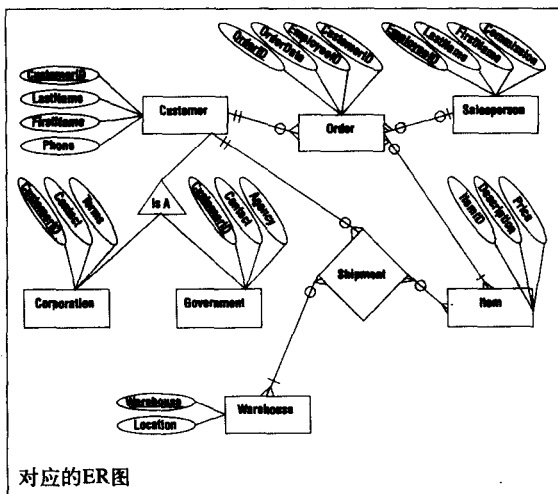 OrderID
OrderDate
EmployeeID
CustomerID
EmployeeID
LastName
FirstName
Commission
CustomerID
LastName
FirstName
Phone
Customer
Order
Salesperson
CustomerID
Contact
Terms
Is A
CustomerID
Contact
Agency
ItemID
Description
Price
Shipment
Corporation
Government
Item
Warehouse
Location
Warehouse
对应的ER图